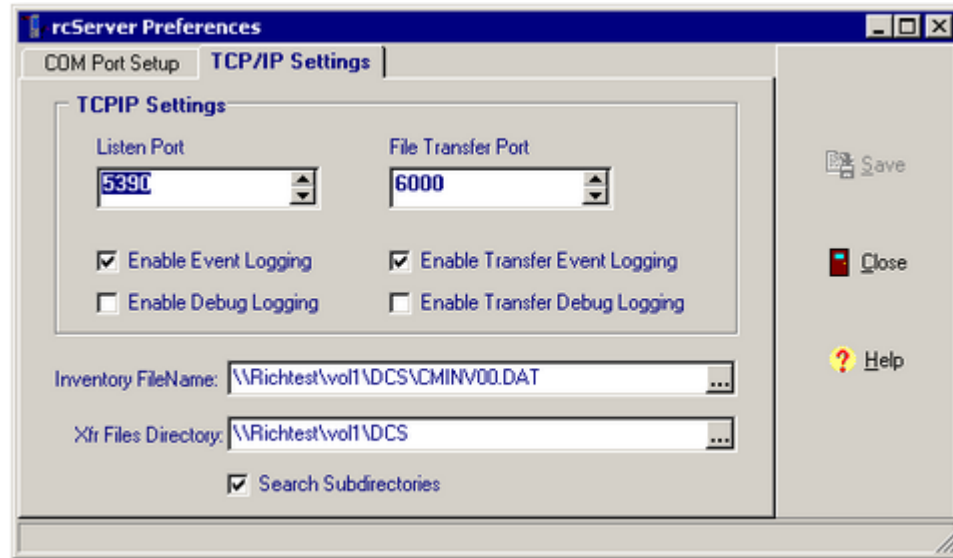 rcServer Preferences
COM Port Setup TCP/IP Settings
TCPIP Settings
Listen Port File Transfer Port
5390 6000
Save
Enable Event Logging Enable Transfer Event Logging
Close
Enable Debug Logging Enable Transfer Debug Logging
Help
Inventory FileName: \\Richtest\vol1\DCS\CMINV00.DAT ...
Xfr Files Directory: \\Richtest\vol1\DCS ...
Search Subdirectories